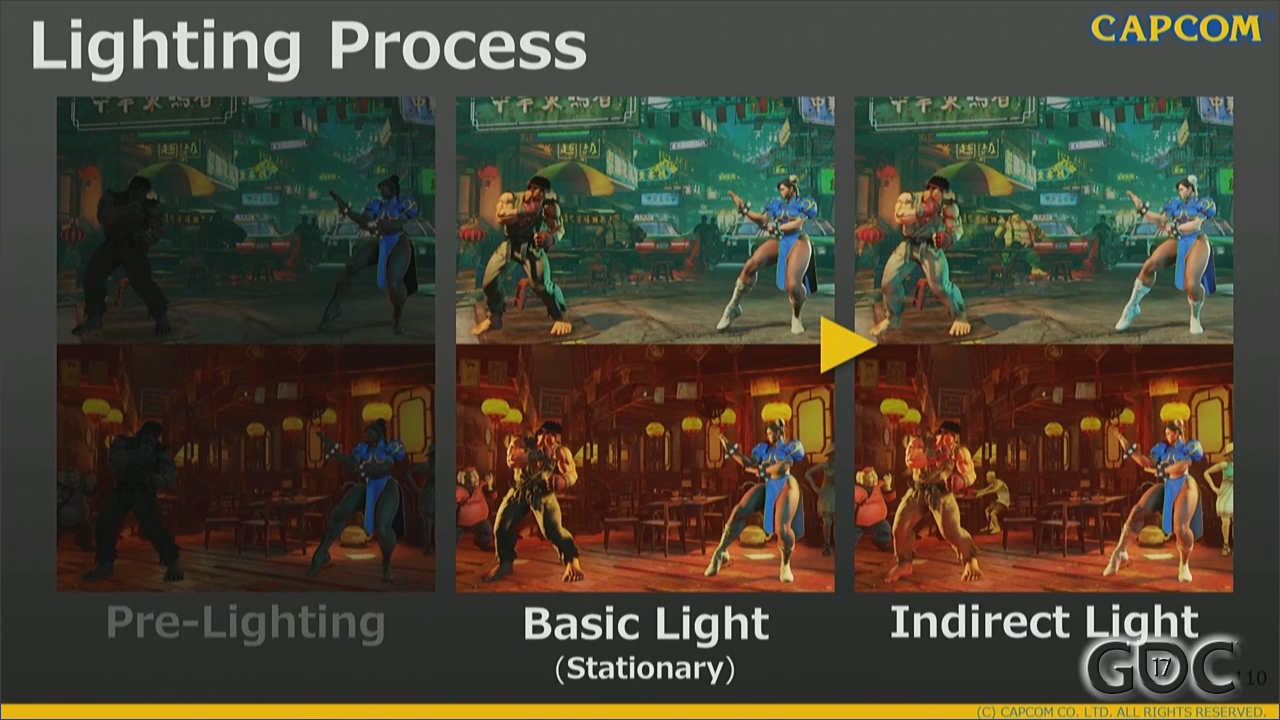 Lighting Process
CAPCOM
Pre-Lighting
Basic Light
(Stationary)
Indirect Light
GDC
17
110
(C) CAPCOM CO. LTD. ALL RIGHTS RESERVED.